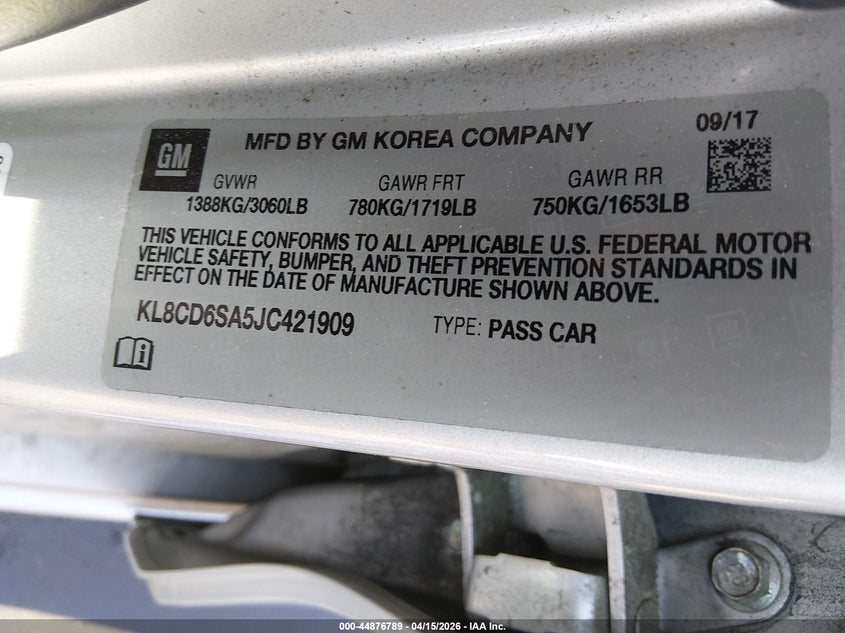 GM
MFD BY GM KOREA COMPANY
09/17
GVWR
GAWR FRT
GAWR RR
1388KG/3060LB
780KG/1719LB
750KG/1653LB
THIS VEHICLE CONFORMS TO ALL APPLICABLE U.S. FEDERAL MOTOR
VEHICLE SAFETY, BUMPER, AND THEFT PREVENTION STANDARDS IN
EFFECT ON THE DATE OF MANUFACTURE SHOWN ABOVE.
KL8CD6SA5JC421909
TYPE: PASS CAR
000-44876789 - 04/15/2026 - IAA Inc.